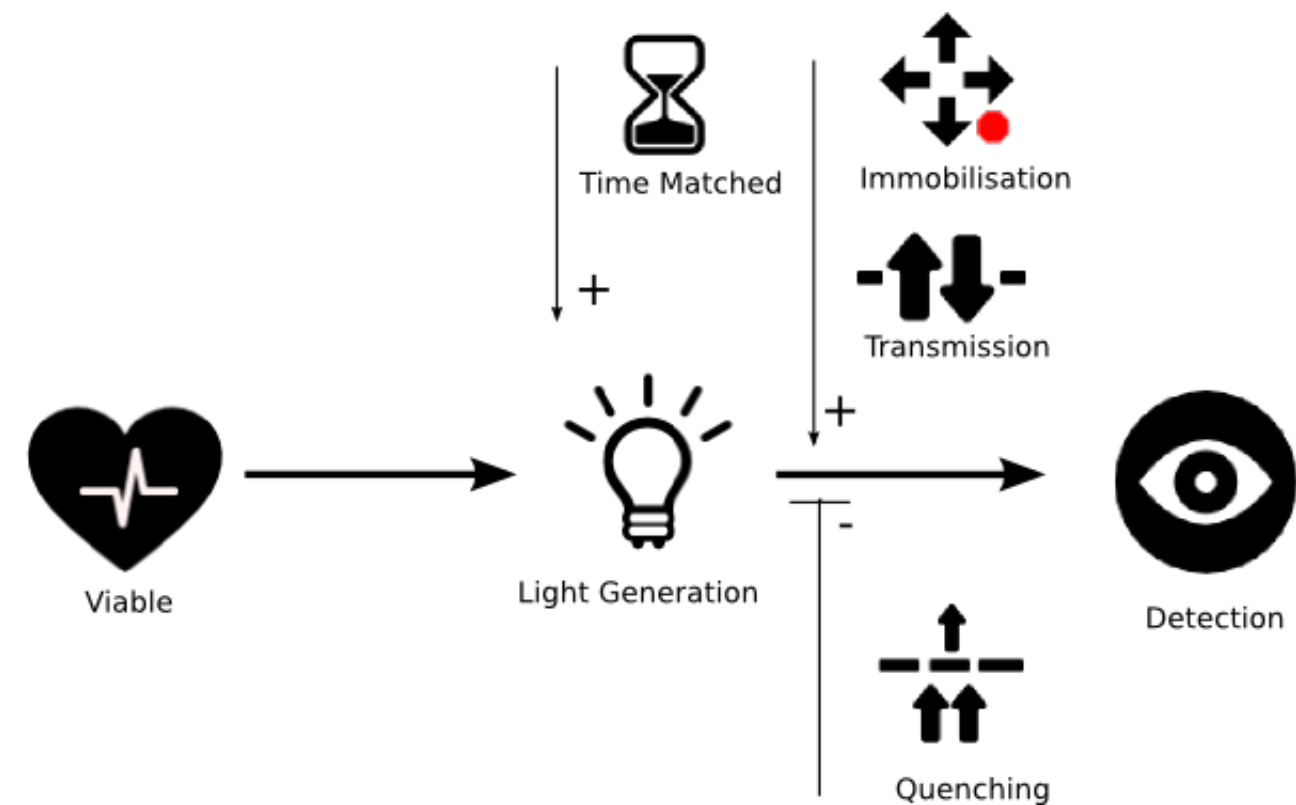 Time Matched
Immobilisation
+
Transmission
+
-
Viable
Light Generation
Detection
Quenching